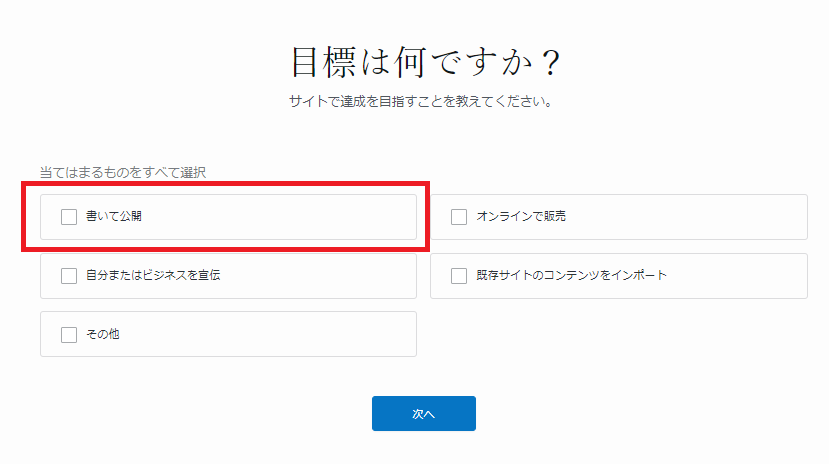 目標は何ですか？
サイトで達成を目指すことを教えてください。
当てはまるものをすべて選択
書いて公開
オンラインで販売
自分またはビジネスを宣伝
既存サイトのコンテンツをインポート
その他
次へ